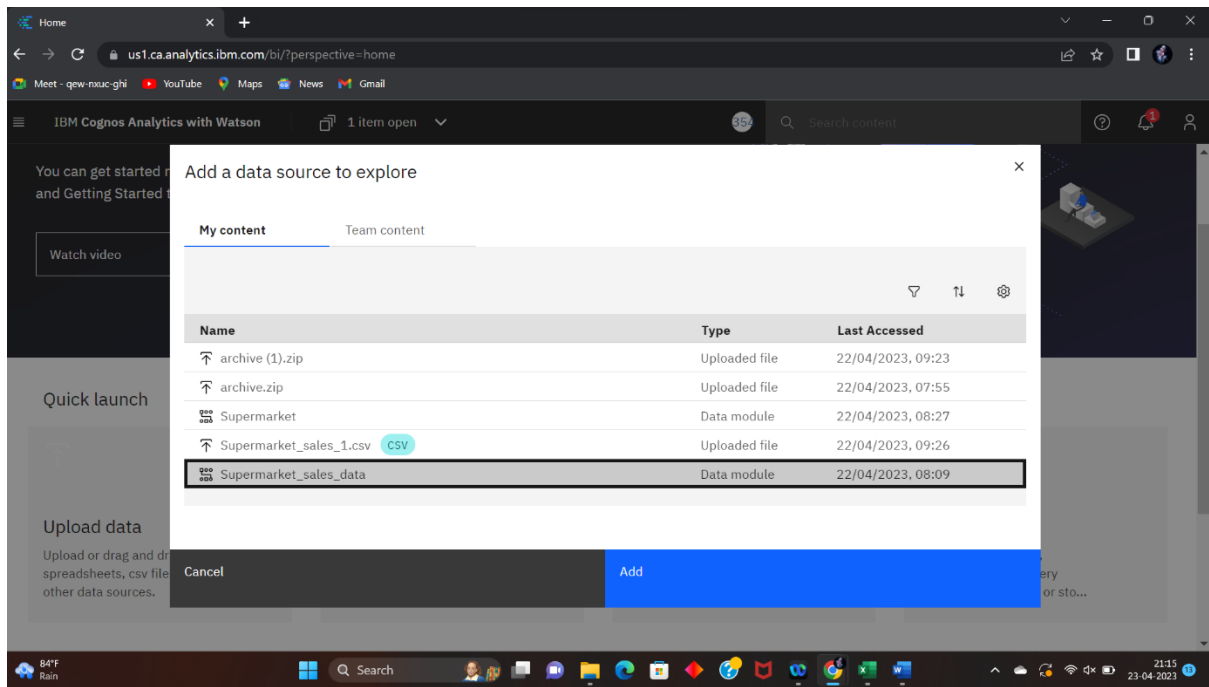 Home
us1.ca.analytics.ibm.com/bi/?perspective=home
Meet - qew-nxuc-ghi YouTube Maps News Gmail
IBM Cognos Analytics with Watson 1 item open 354 Search content 1
You can get started
and Getting Started
Watch video
Add a data source to explore
My content Team content
Name Type Last Accessed
archive (1).zip Uploaded file 22/04/2023, 09:23
archive.zip Uploaded file 22/04/2023, 07:55
Supermarket Data module 22/04/2023, 08:27
Supermarket_sales_1.csv CSV Uploaded file 22/04/2023, 09:26
Supermarket_sales_data Data module 22/04/2023, 08:09
Cancel Add
Quick launch
Upload data
Upload or drag and dr
spreadsheets, csv file ery
other data sources. or sto...
84°F
Rain
Search
21:15
23-04-2023